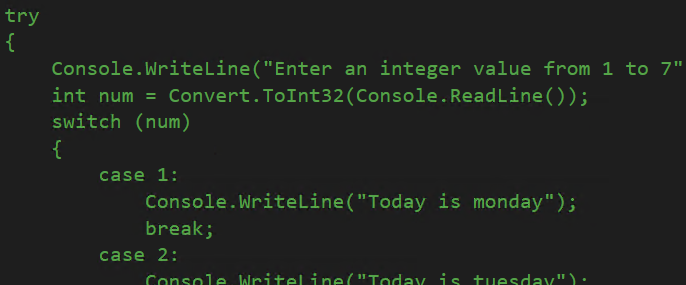 try
{
Console.WriteLine("Enter an integer value from 1 to 7"
int num = Convert.ToInt32(Console.ReadLine());
switch (num)
{
case 1:
Console.WriteLine("Today is monday");
break;
case 2:
Console.WriteLine("Today is tuesday");